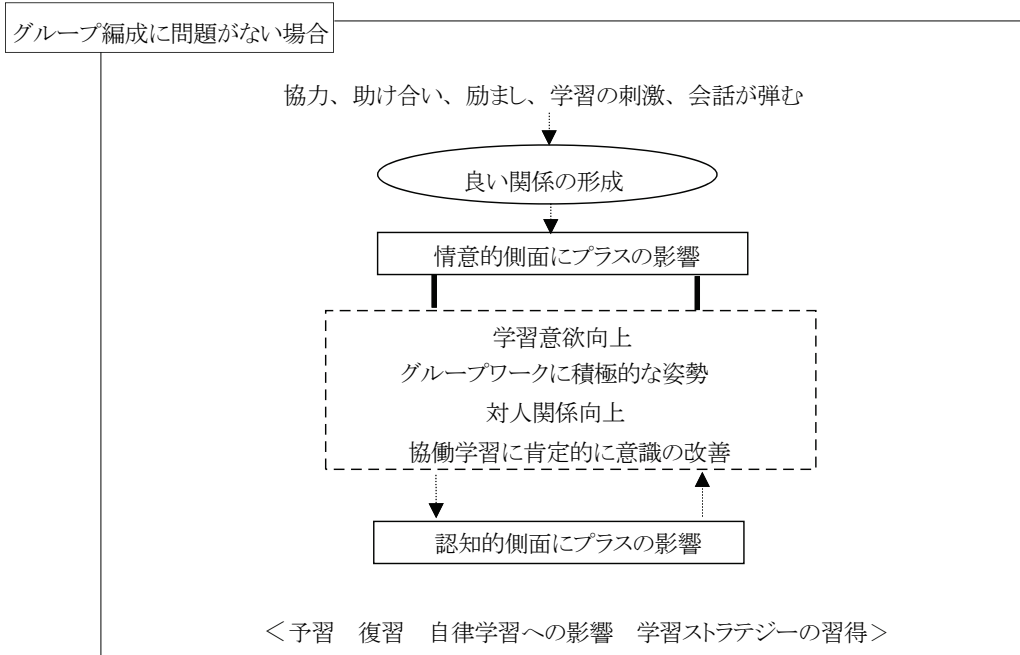 グループ編成に問題がない場合
協力、助け合い、励まし、学習の刺激、会話が弾む
良い関係の形成
情意的側面にプラスの影響
学習意欲向上
グループワークに積極的な姿勢
対人関係向上
協働学習に肯定的に意識の改善
認知的側面にプラスの影響
＜予習　復習　自律学習への影響　学習ストラテジーの習得＞